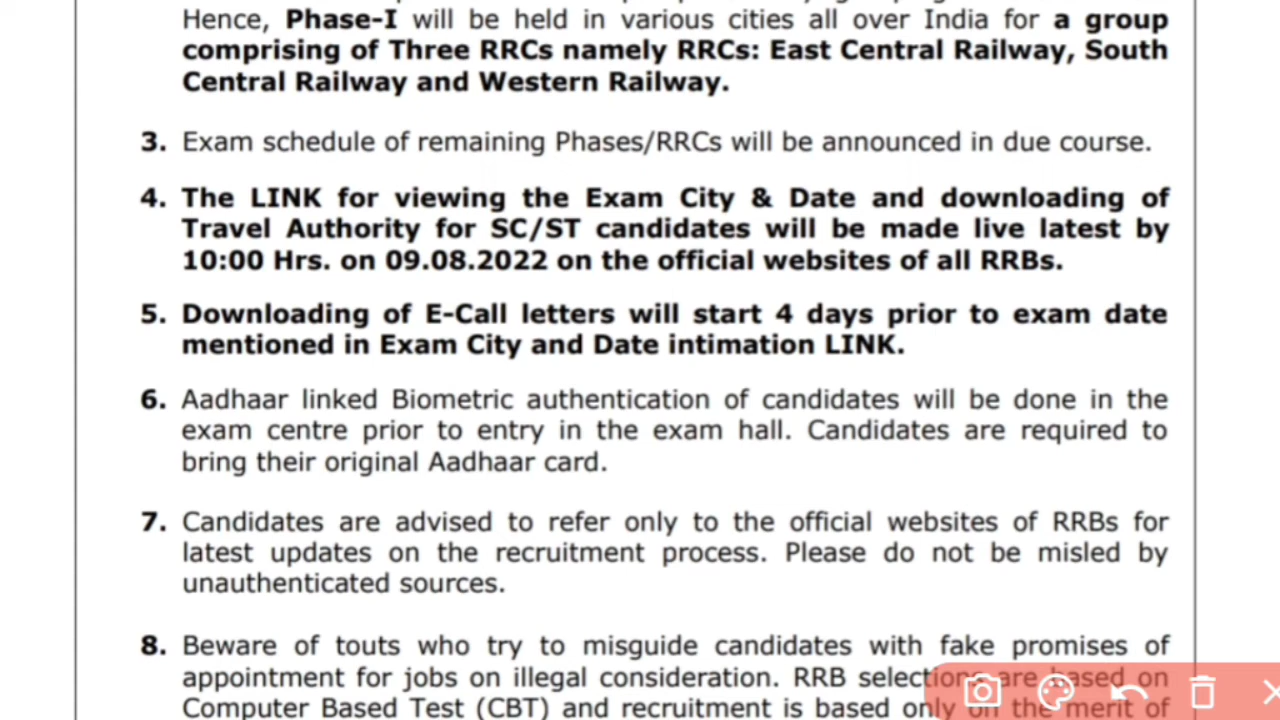 Hence, Phase-I will be held in various cities all over India for a group
comprising of Three RRCs namely RRCs: East Central Railway, South
Central Railway and Western Railway.
3. Exam schedule of remaining Phases/RRCs will be announced in due course.
4. The LINK for viewing the Exam City & Date and downloading of
Travel Authority for SC/ST candidates will be made live latest by
10:00 Hrs. on 09.08.2022 on the official websites of all RRBs.
5. Downloading of E-Call letters will start 4 days prior to exam date
mentioned in Exam City and Date intimation LINK.
6. Aadhaar linked Biometric authentication of candidates will be done in the
exam centre prior to entry in the exam hall. Candidates are required to
bring their original Aadhaar card.
7. Candidates are advised to refer only to the official websites of RRBs for
latest updates on the recruitment process. Please do not be misled by
unauthenticated sources.
8. Beware of touts who try to misguide candidates with fake promises of
appointment for jobs on illegal consideration. RRB selections are based on
Computer Based Test (CBT) and recruitment is based only on the merit of